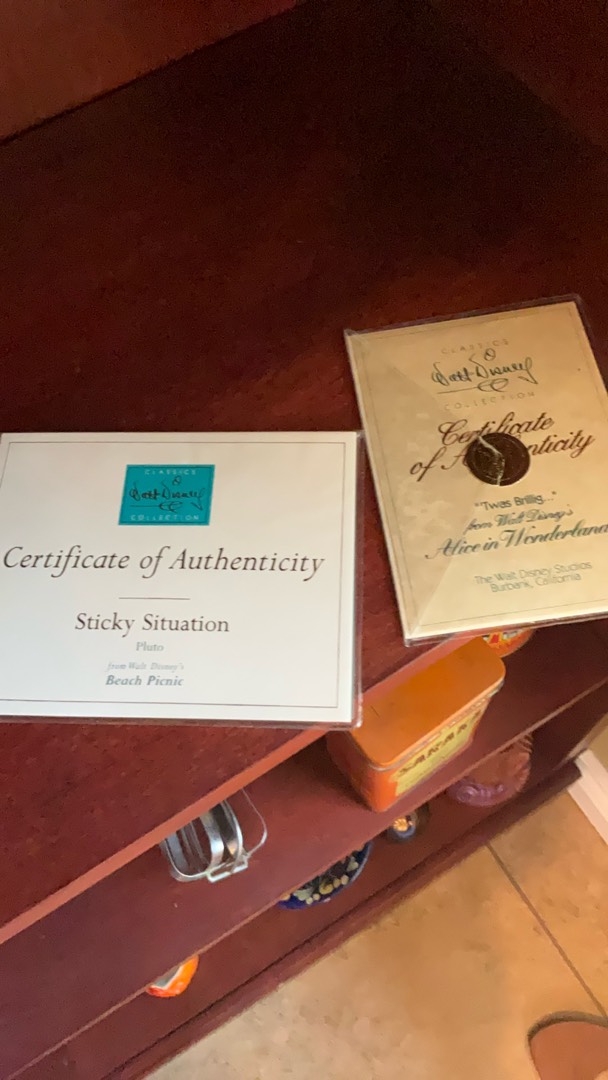 CLASSICS
Walt Disney
COLLECTION
Certificate of Authenticity
Sticky Situation
Pluto
from Walt Disney's
Beach Picnic
CLASSICS
Walt Disney
COLLECTION
Certificate
of A nticity
"Twas Brillig..."
from Walt Disney's
Alice in Wonderland
The Walt Disney Studios
Burbank, California